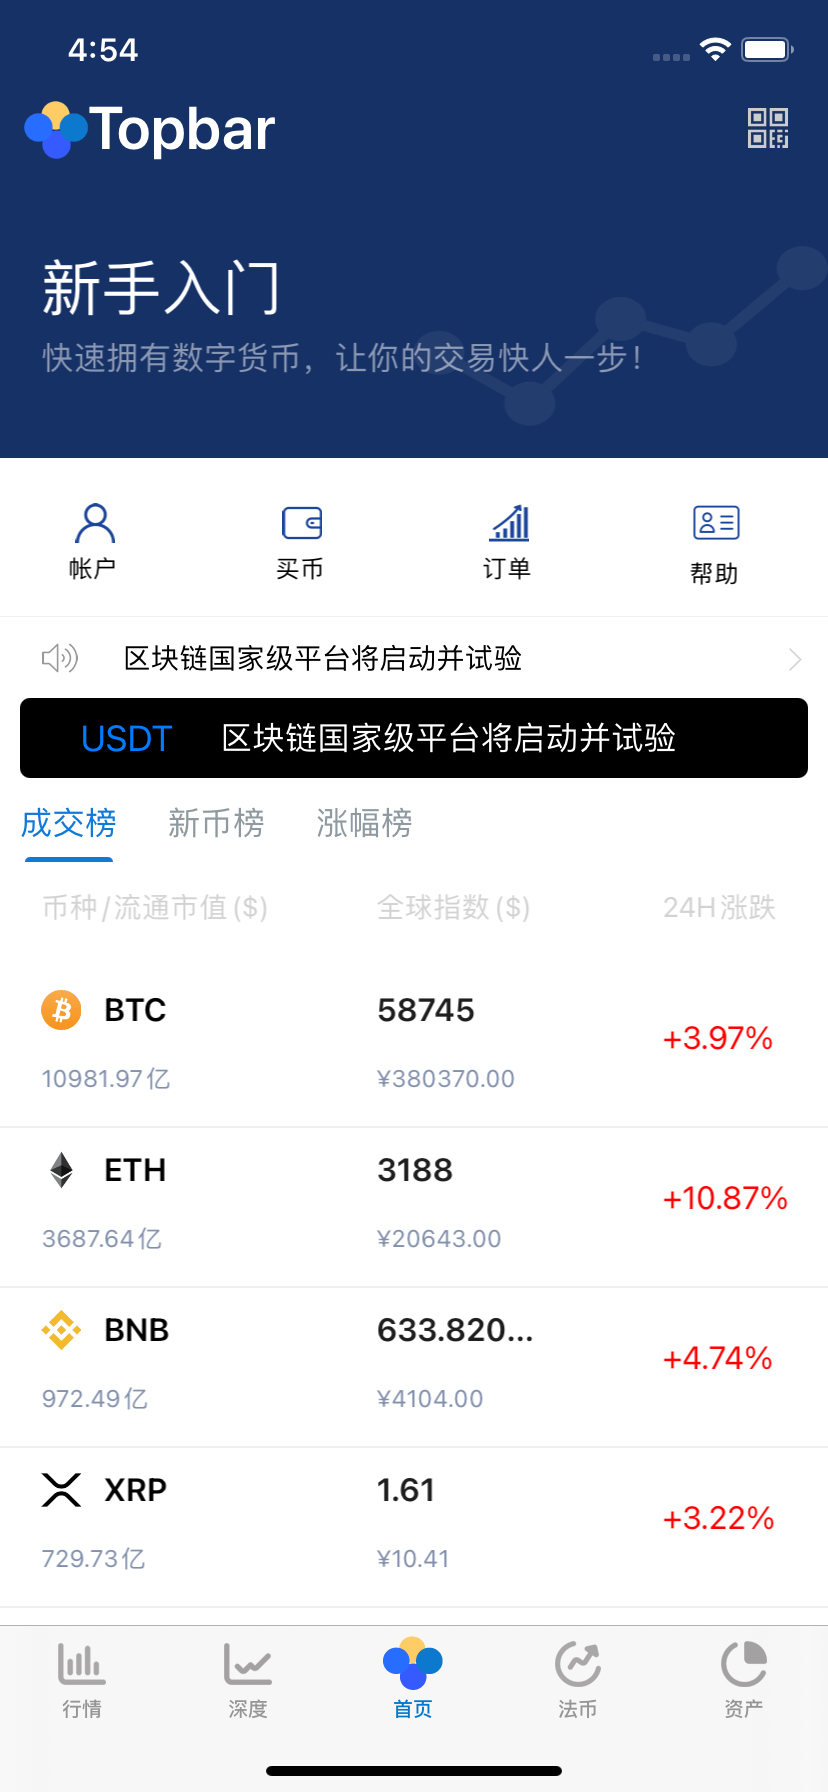 4:54
Topbar
新手入门
快速拥有数字货币，让你的交易快人一步！
帐户 买币 订单 帮助
区块链国家级平台将启动并试验
USDT 区块链国家级平台将启动并试验
成交榜 新币榜 涨幅榜
币种/流通市值($) 全球指数($) 24H涨跌
BTC 58745
+3.97%
10981.97亿 ¥380370.00
ETH 3188
+10.87%
3687.64亿 ¥20643.00
BNB 633.820...
+4.74%
972.49亿 ¥4104.00
XRP 1.61
+3.22%
729.73亿 ¥10.41
行情 深度 首页 法币 资产